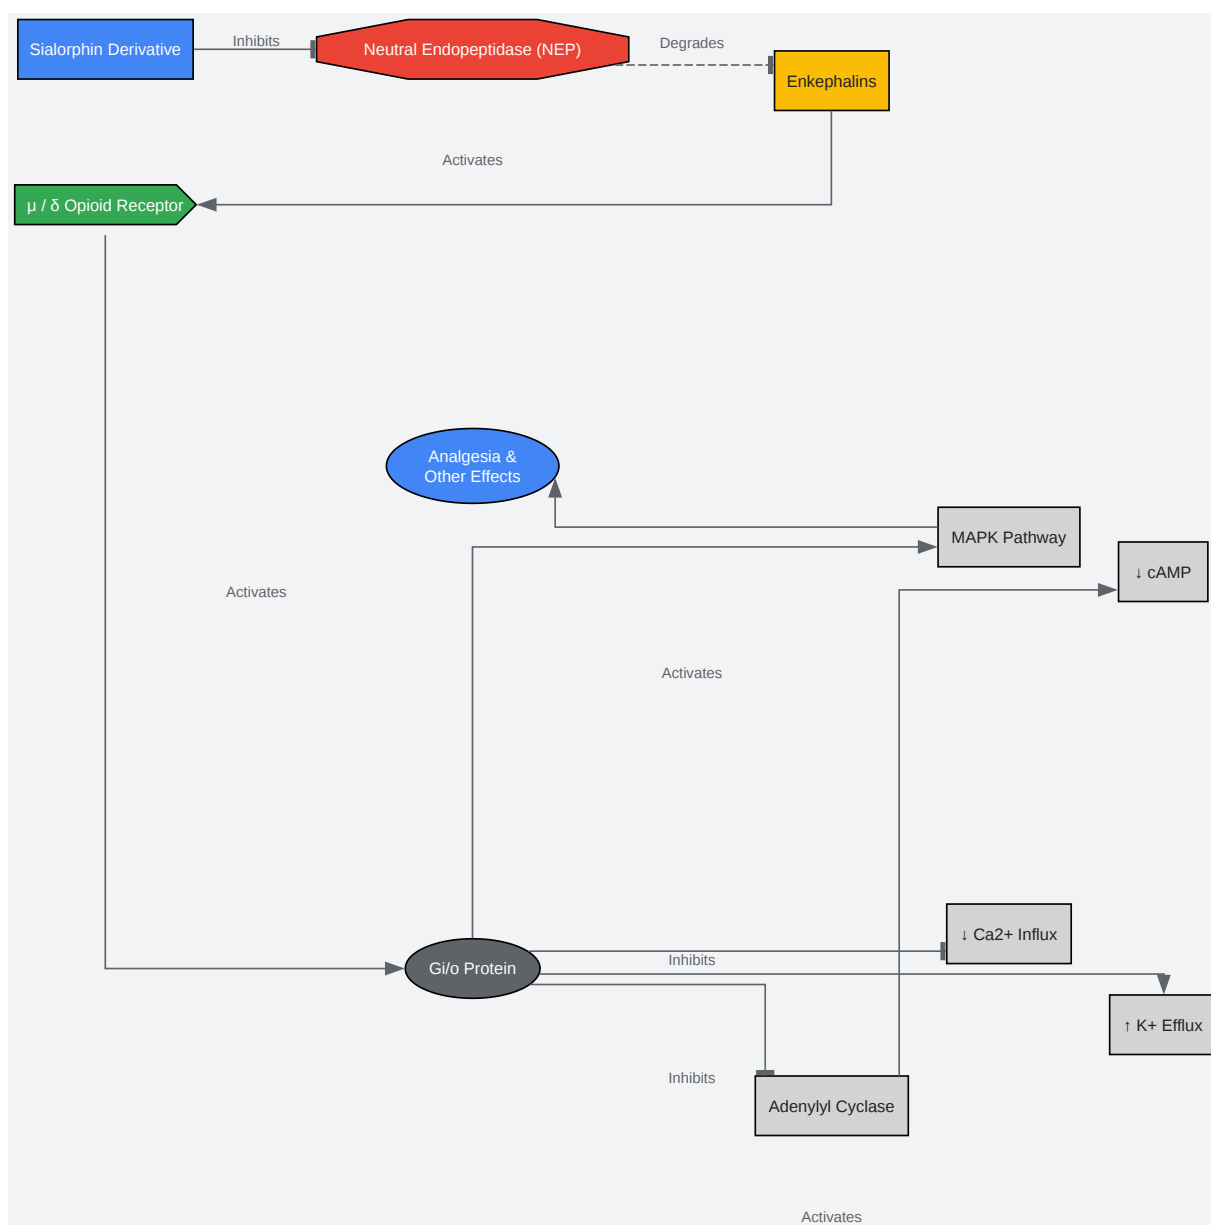 Sialorphin Derivative
Inhibits
Neutral Endopeptidase (NEP)
Degrades
Enkephalins
Activates
μ / δ Opioid Receptor
Analgesia &
Other Effects
MAPK Pathway
↓ cAMP
Activates
Activates
↓ Ca2+ Influx
Inhibits
Gi/o Protein
↑ K+ Efflux
Inhibits
Adenylyl Cyclase
Activates